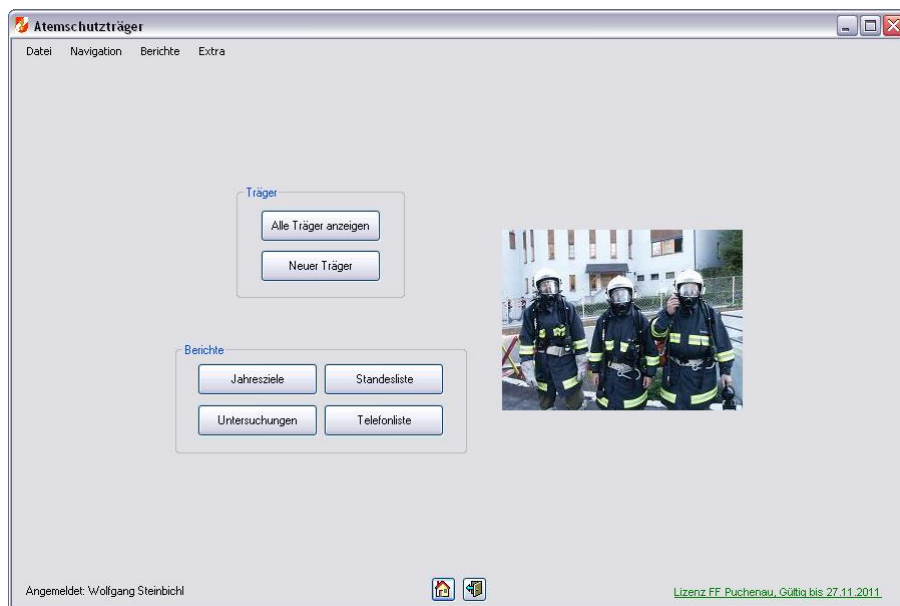 Atemschutzträger
Datei Navigation Berichte Extra
Träger
Alle Träger anzeigen
Neuer Träger
Berichte
Jahresziele Standesliste
Untersuchungen Telefonliste
Angemeldet: Wolfgang Steinbichl
Lizenz FF Puchenau, Gültig bis 27.11.2011